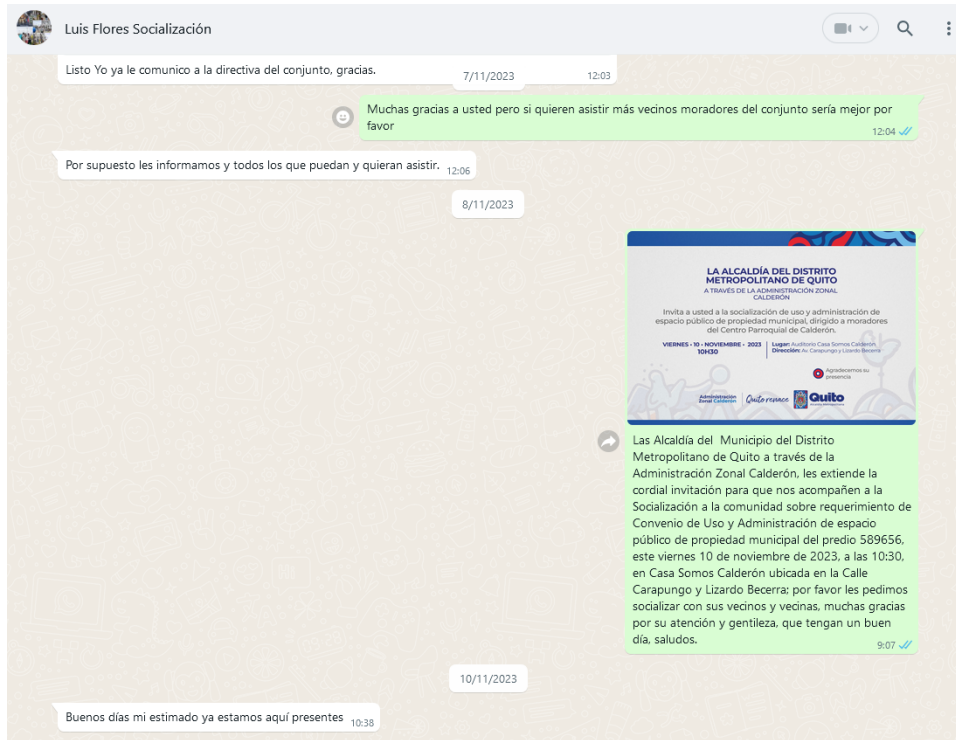 Luis Flores Socialización
Listo Yo ya le comunico a la directiva del conjunto, gracias.
12:03
7/11/2023
Muchas gracias a usted pero si quieren asistir más vecinos moradores del conjunto sería mejor por
favor
12:04
Por supuesto les informamos y todos los que puedan y quieran asistir.
12:06
8/11/2023
LA ALCALDÍA DEL DISTRITO
METROPOLITANO DE QUITO
A TRAVÉS DE LA ADMINISTRACIÓN ZONAL
CALDERÓN
Invita a usted a la socialización de uso y administración de
espacio público de propiedad municipal, dirigido a moradores
del Centro Parroquial de Calderón.
VIERNES • 10 • NOVIEMBRE • 2023
10H30
Lugar: Auditorio Casa Somos Calderón
Dirección: Av. Carapungo y Lizardo Becerra
Agradecemos su
presencia
Administración
Zonal Calderón
Quito renace
Quito
Las Alcaldía del  Municipio del Distrito
Metropolitano de Quito a través de la
Administración Zonal Calderón, les extiende la
cordial invitación para que nos acompañen a la
Socialización a la comunidad sobre requerimiento de
Convenio de Uso y Administración de espacio
público de propiedad municipal del predio 589656,
este viernes 10 de noviembre de 2023, a las 10:30,
en Casa Somos Calderón ubicada en la Calle
Carapungo y Lizardo Becerra; por favor les pedimos
socializar con sus vecinos y vecinas, muchas gracias
por su atención y gentileza, que tengan un buen
día, saludos.
9:07
10/11/2023
Buenos días mi estimado ya estamos aquí presentes
10:38